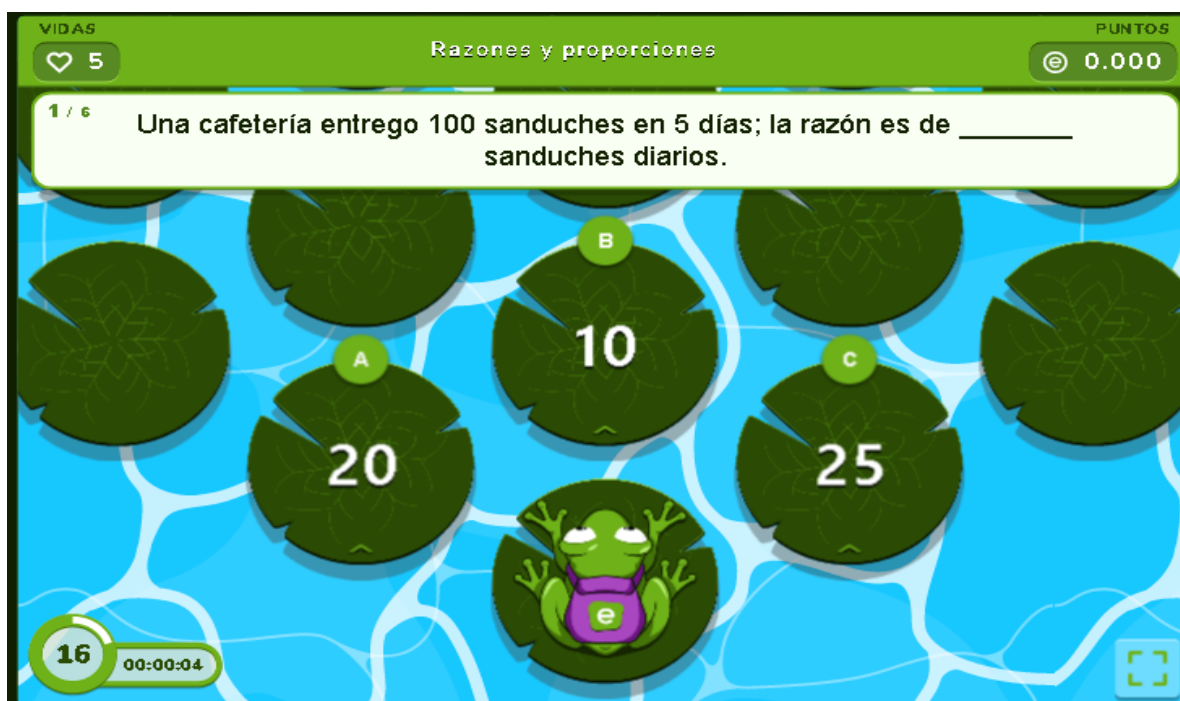 VIDAS
5
Razones y proporciones
PUNTOS
e 0.000
1 / 6
Una cafetería entrego 100 sanduches en 5 días; la razón es de ________
sanduches diarios.
B
10
A
20
C
25
e
16
00:00:04